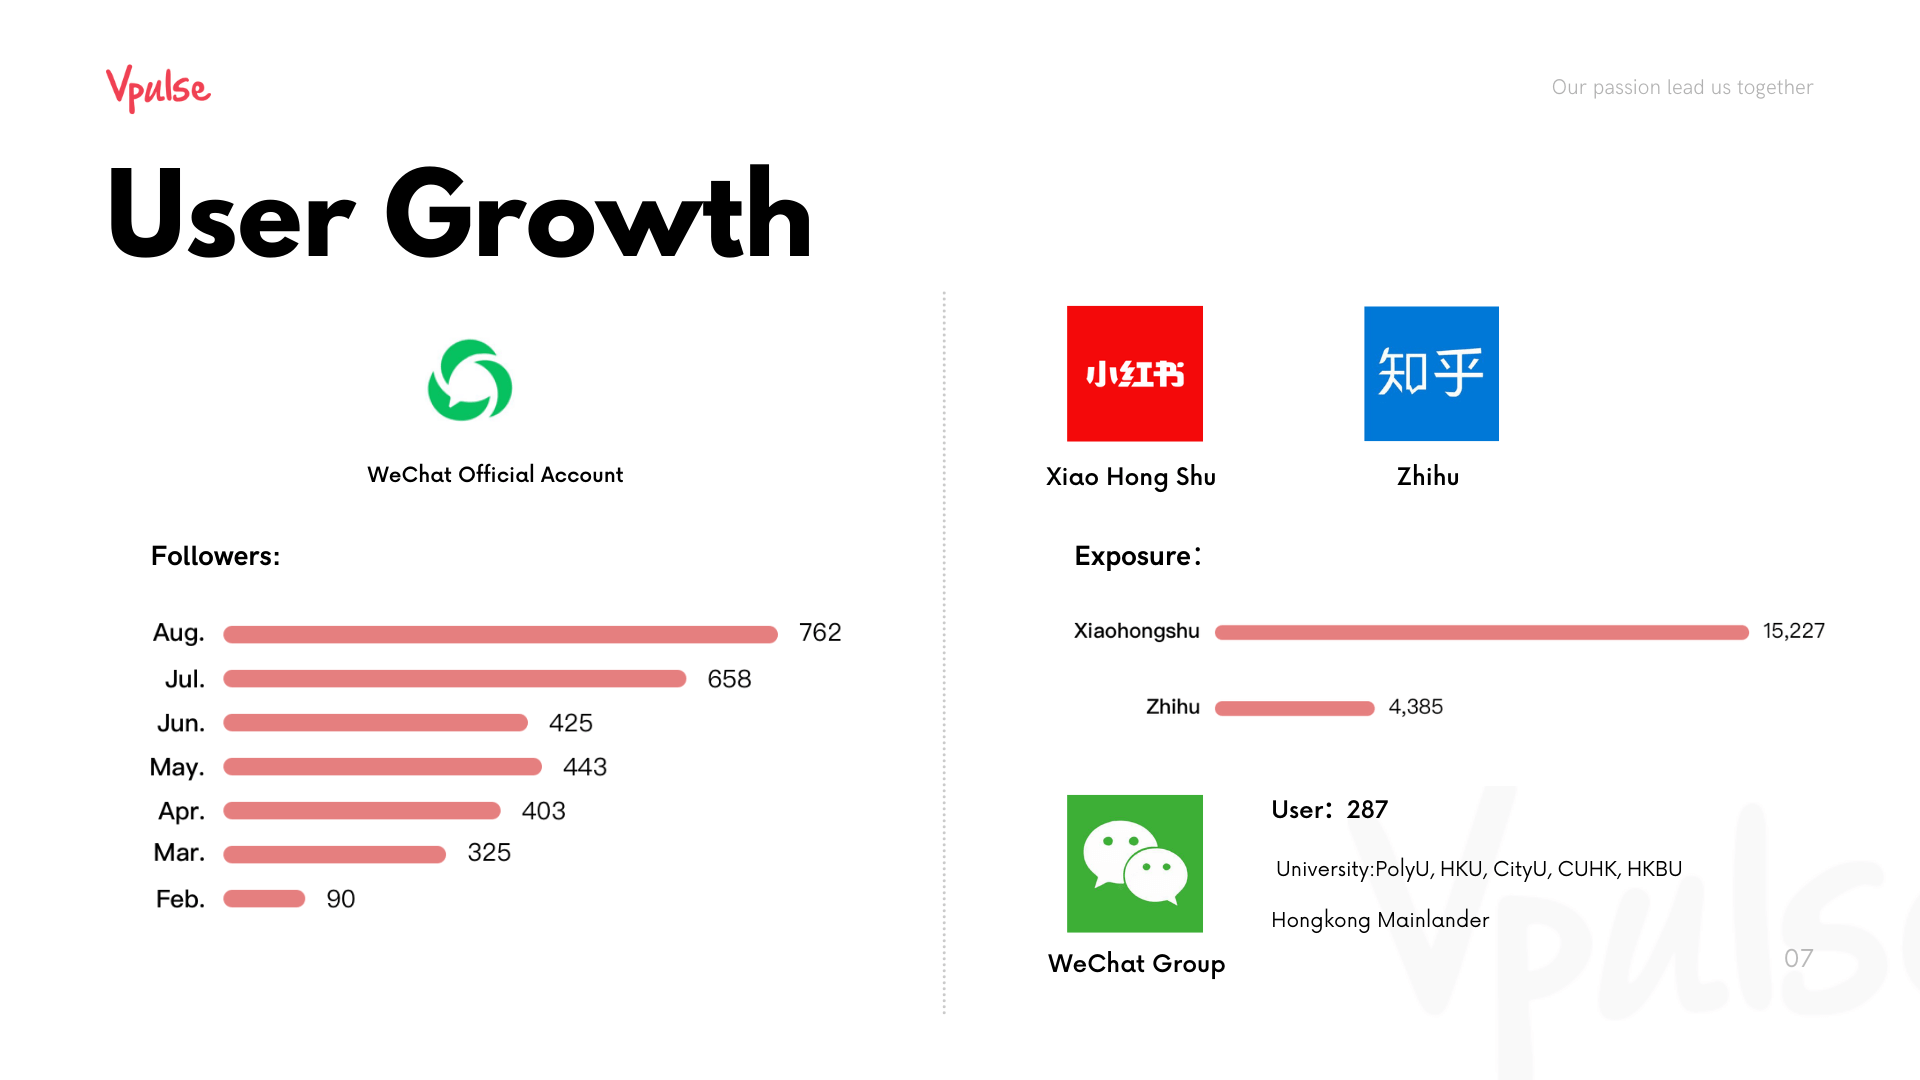 Vpulse
Our passion lead us together
User Growth
WeChat Official Account
Followers:
Aug. 762
Jul. 658
Jun. 425
May. 443
Apr. 403
Mar. 325
Feb. 90
小红书
知乎
Xiao Hong Shu
Zhihu
Exposure：
Xiaohongshu 15,227
Zhihu 4,385
User： 287
University:PolyU, HKU, CityU, CUHK, HKBU
Hongkong Mainlander
WeChat Group
Vpulse
07